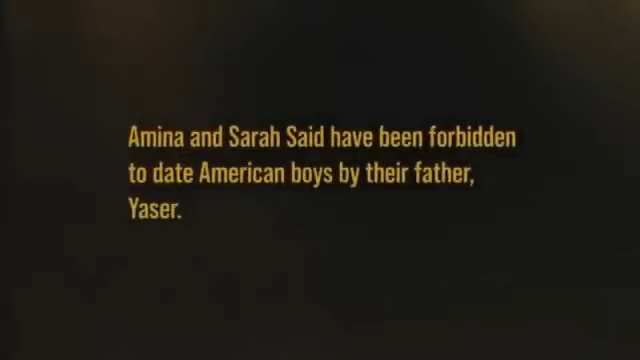 Amina and Sarah Said have been forbidden
to date American boys by their father,
Yaser.